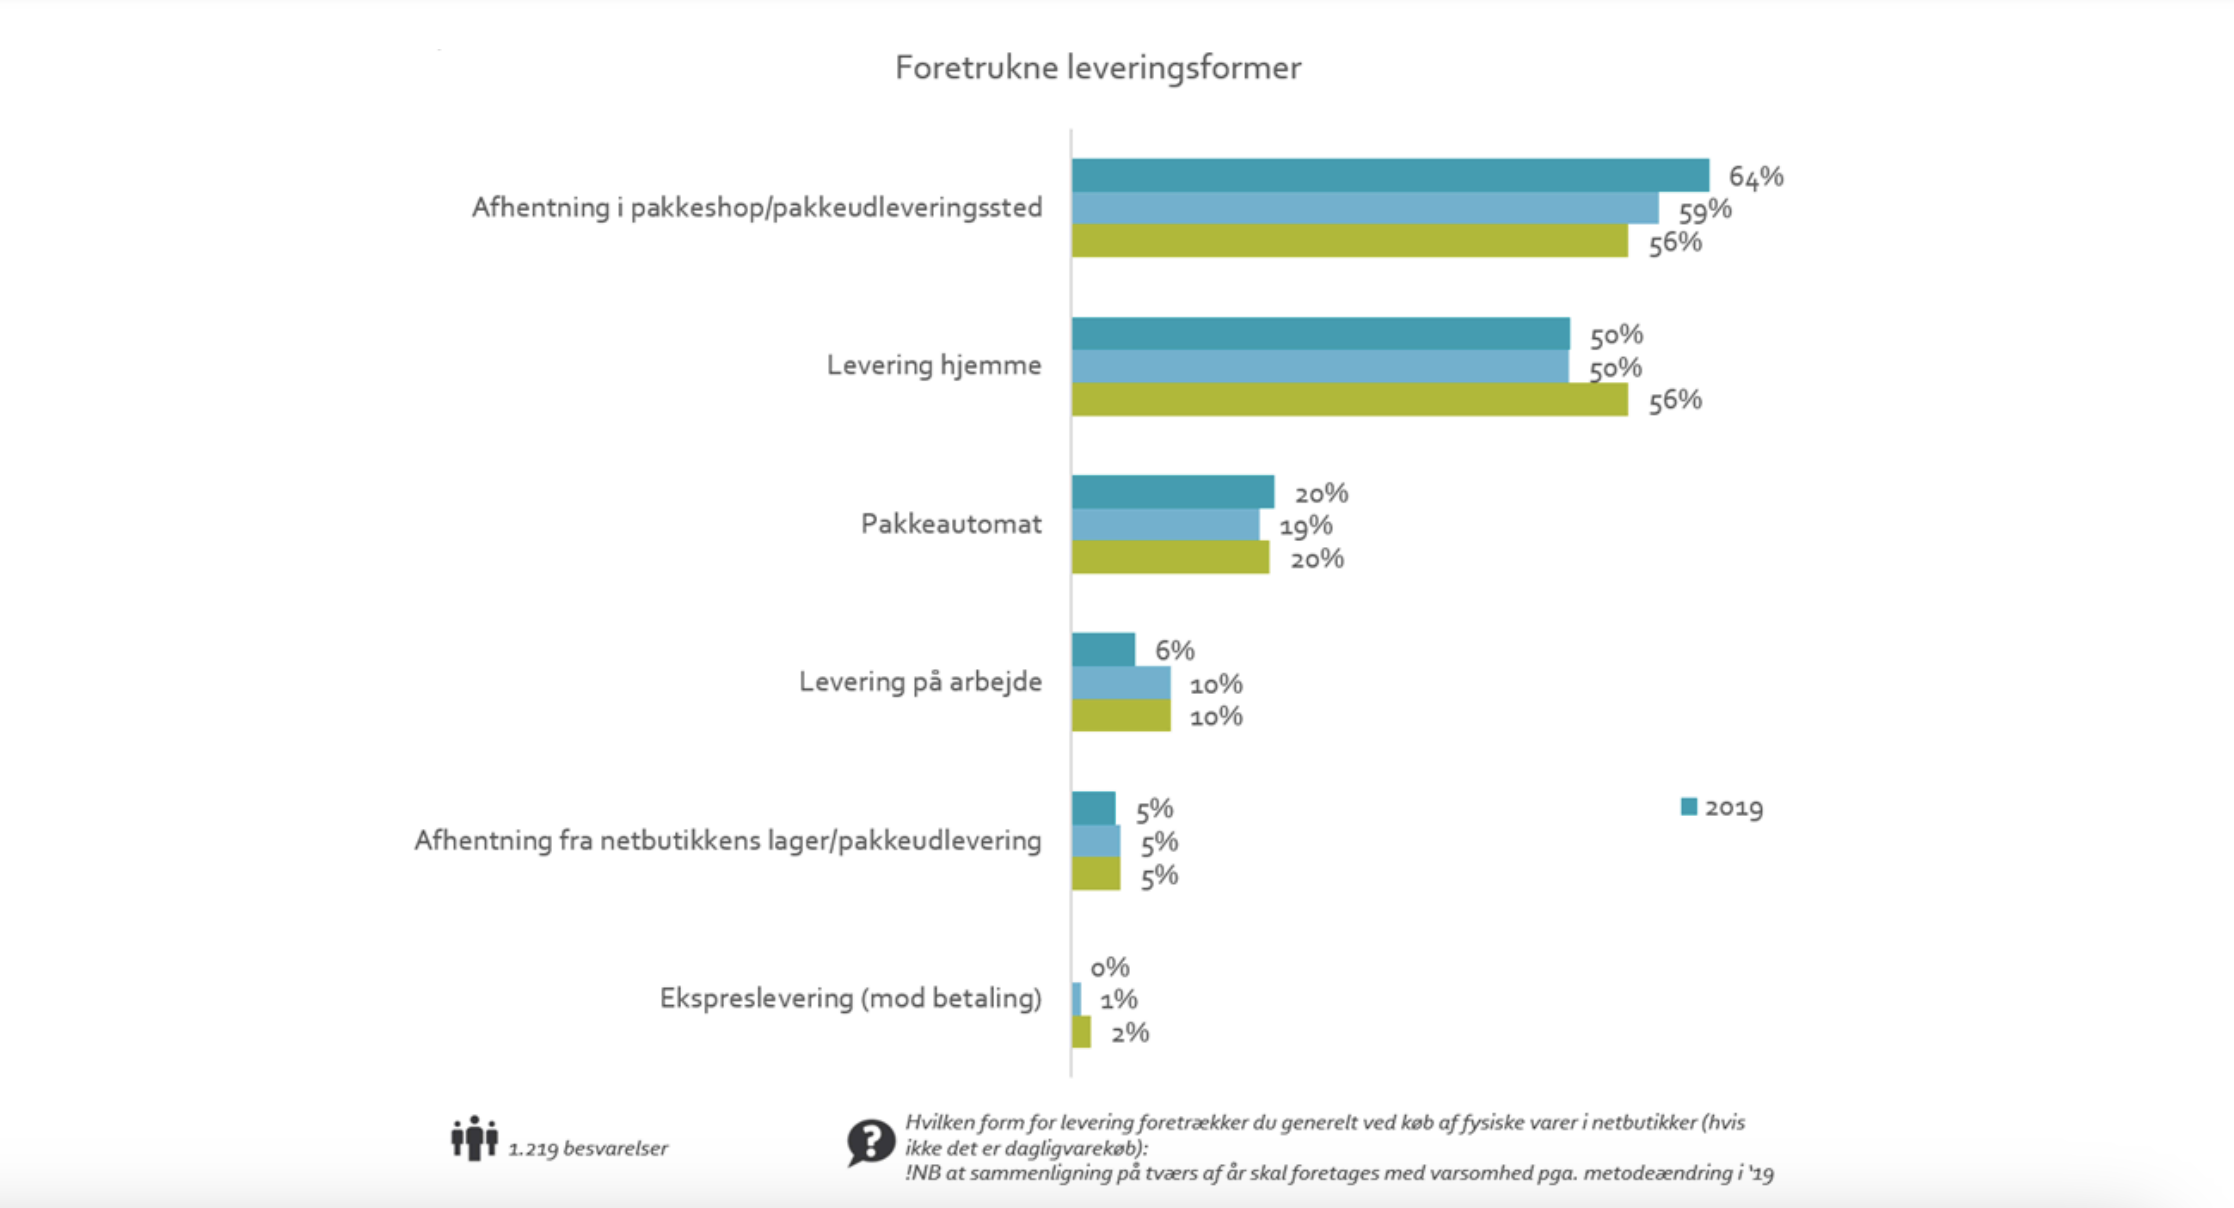 Foretrukne leveringsformer
Afhentning i pakkeshop/pakkeudleveringssted
64%
59%
56%
Levering hjemme
50%
50%
56%
Pakkeautomat
20%
19%
20%
Levering på arbejde
6%
10%
10%
Afhentning fra netbutikkens lager/pakkeudlevering
5%
5%
5%
2019
Ekspreslevering (mod betaling)
0%
1%
2%
1.219 besvarelser
Hvilken form for levering foretrækker du generelt ved køb af fysiske varer i netbutikker (hvis
ikke det er dagligvarekøb):
!NB at sammenligning på tværs af år skal foretages med varsomhed pga. metodeændring i '19